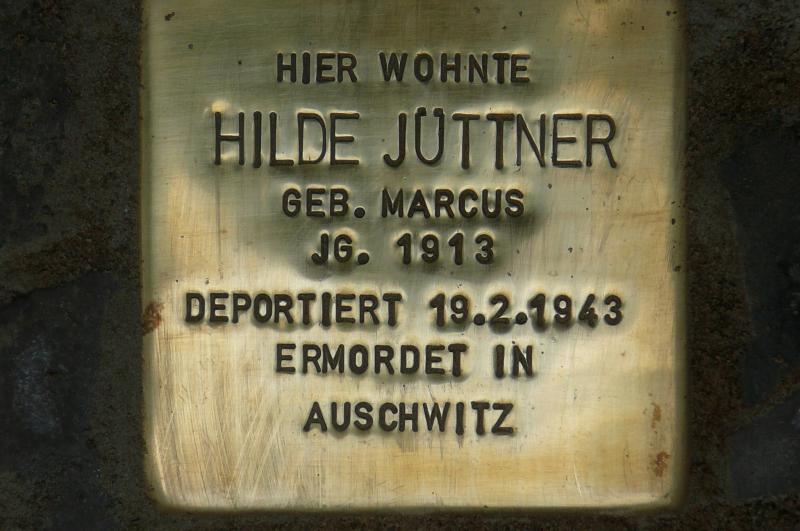 HIER WOHNTE
HILDE JÜTTNER
GEB. MARCUS
JG. 1913
DEPORTIERT 19.2.1943
ERMORDET IN
AUSCHWITZ